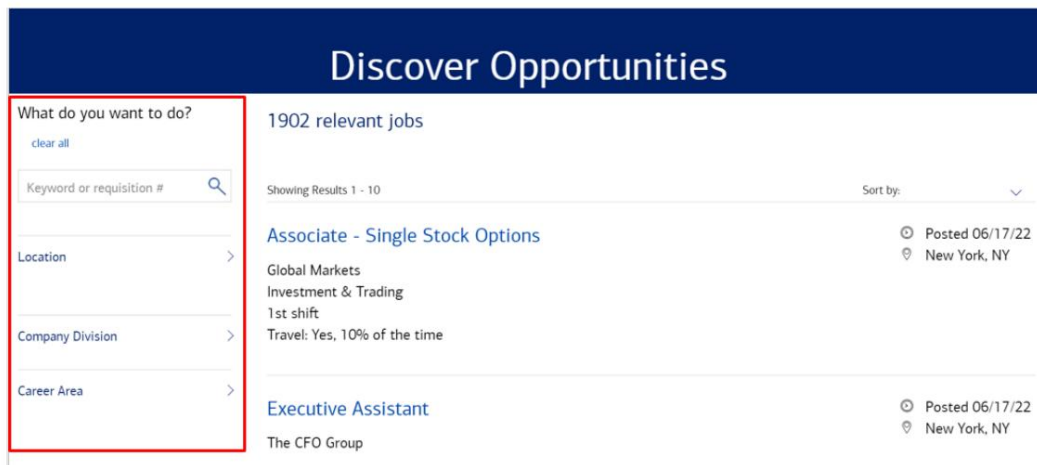 Discover Opportunities
What do you want to do?
clear all
Keyword or requisition #
Location
Company Division
Career Area
1902 relevant jobs
Showing Results 1 - 10
Sort by:
Associate - Single Stock Options
Posted 06/17/22
New York, NY
Global Markets
Investment & Trading
1st shift
Travel: Yes, 10% of the time
Executive Assistant
Posted 06/17/22
New York, NY
The CFO Group